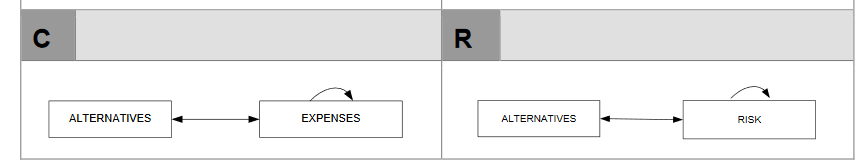 C
R
ALTERNATIVES
EXPENSES
ALTERNATIVES
RISK